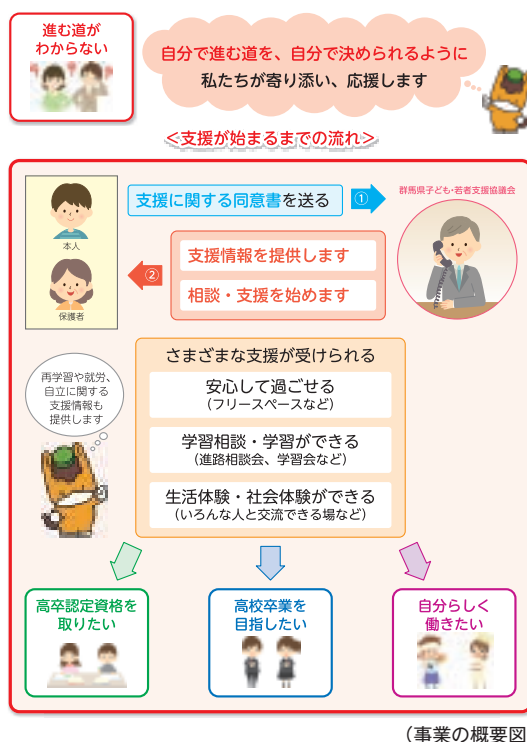 進む道が
わからない
自分で進む道を、自分で決められるように
私たちが寄り添い、応援します
＜支援が始まるまでの流れ＞
本人
保護者
支援に関する同意書を送る
①
群馬県子ども・若者支援協議会
②
支援情報を提供します
相談・支援を始めます
再学習や就労、
自立に関する
支援情報も
提供します
さまざまな支援が受けられる
安心して過ごせる
（フリースペースなど）
学習相談・学習ができる
（進路相談会、学習会など）
生活体験・社会体験ができる
（いろんな人と交流できる場など）
高卒認定資格を
取りたい
高校卒業を
目指したい
自分らしく
働きたい
（事業の概要図